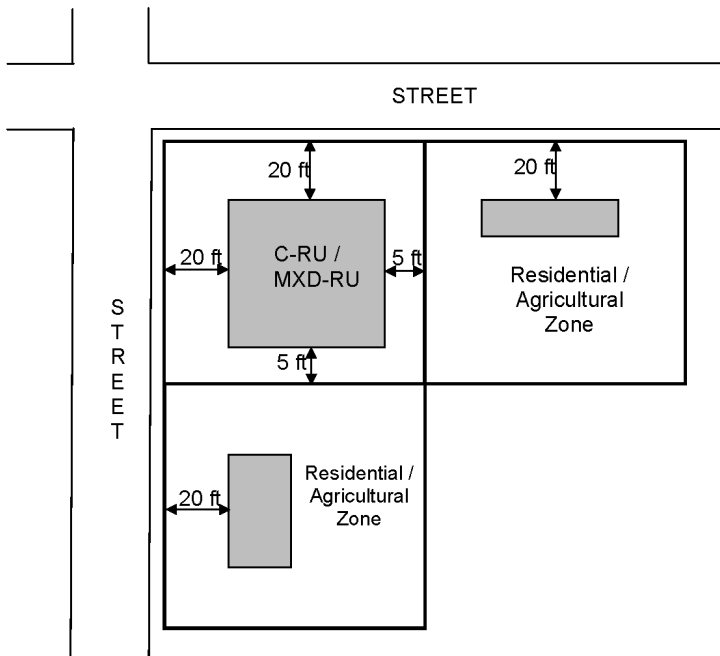 STREET
20 ft
20 ft
20 ft
C-RU /
MXD-RU
5 ft
Residential /
Agricultural
Zone
5 ft
S
T
R
E
E
T
20 ft
Residential /
Agricultural
Zone